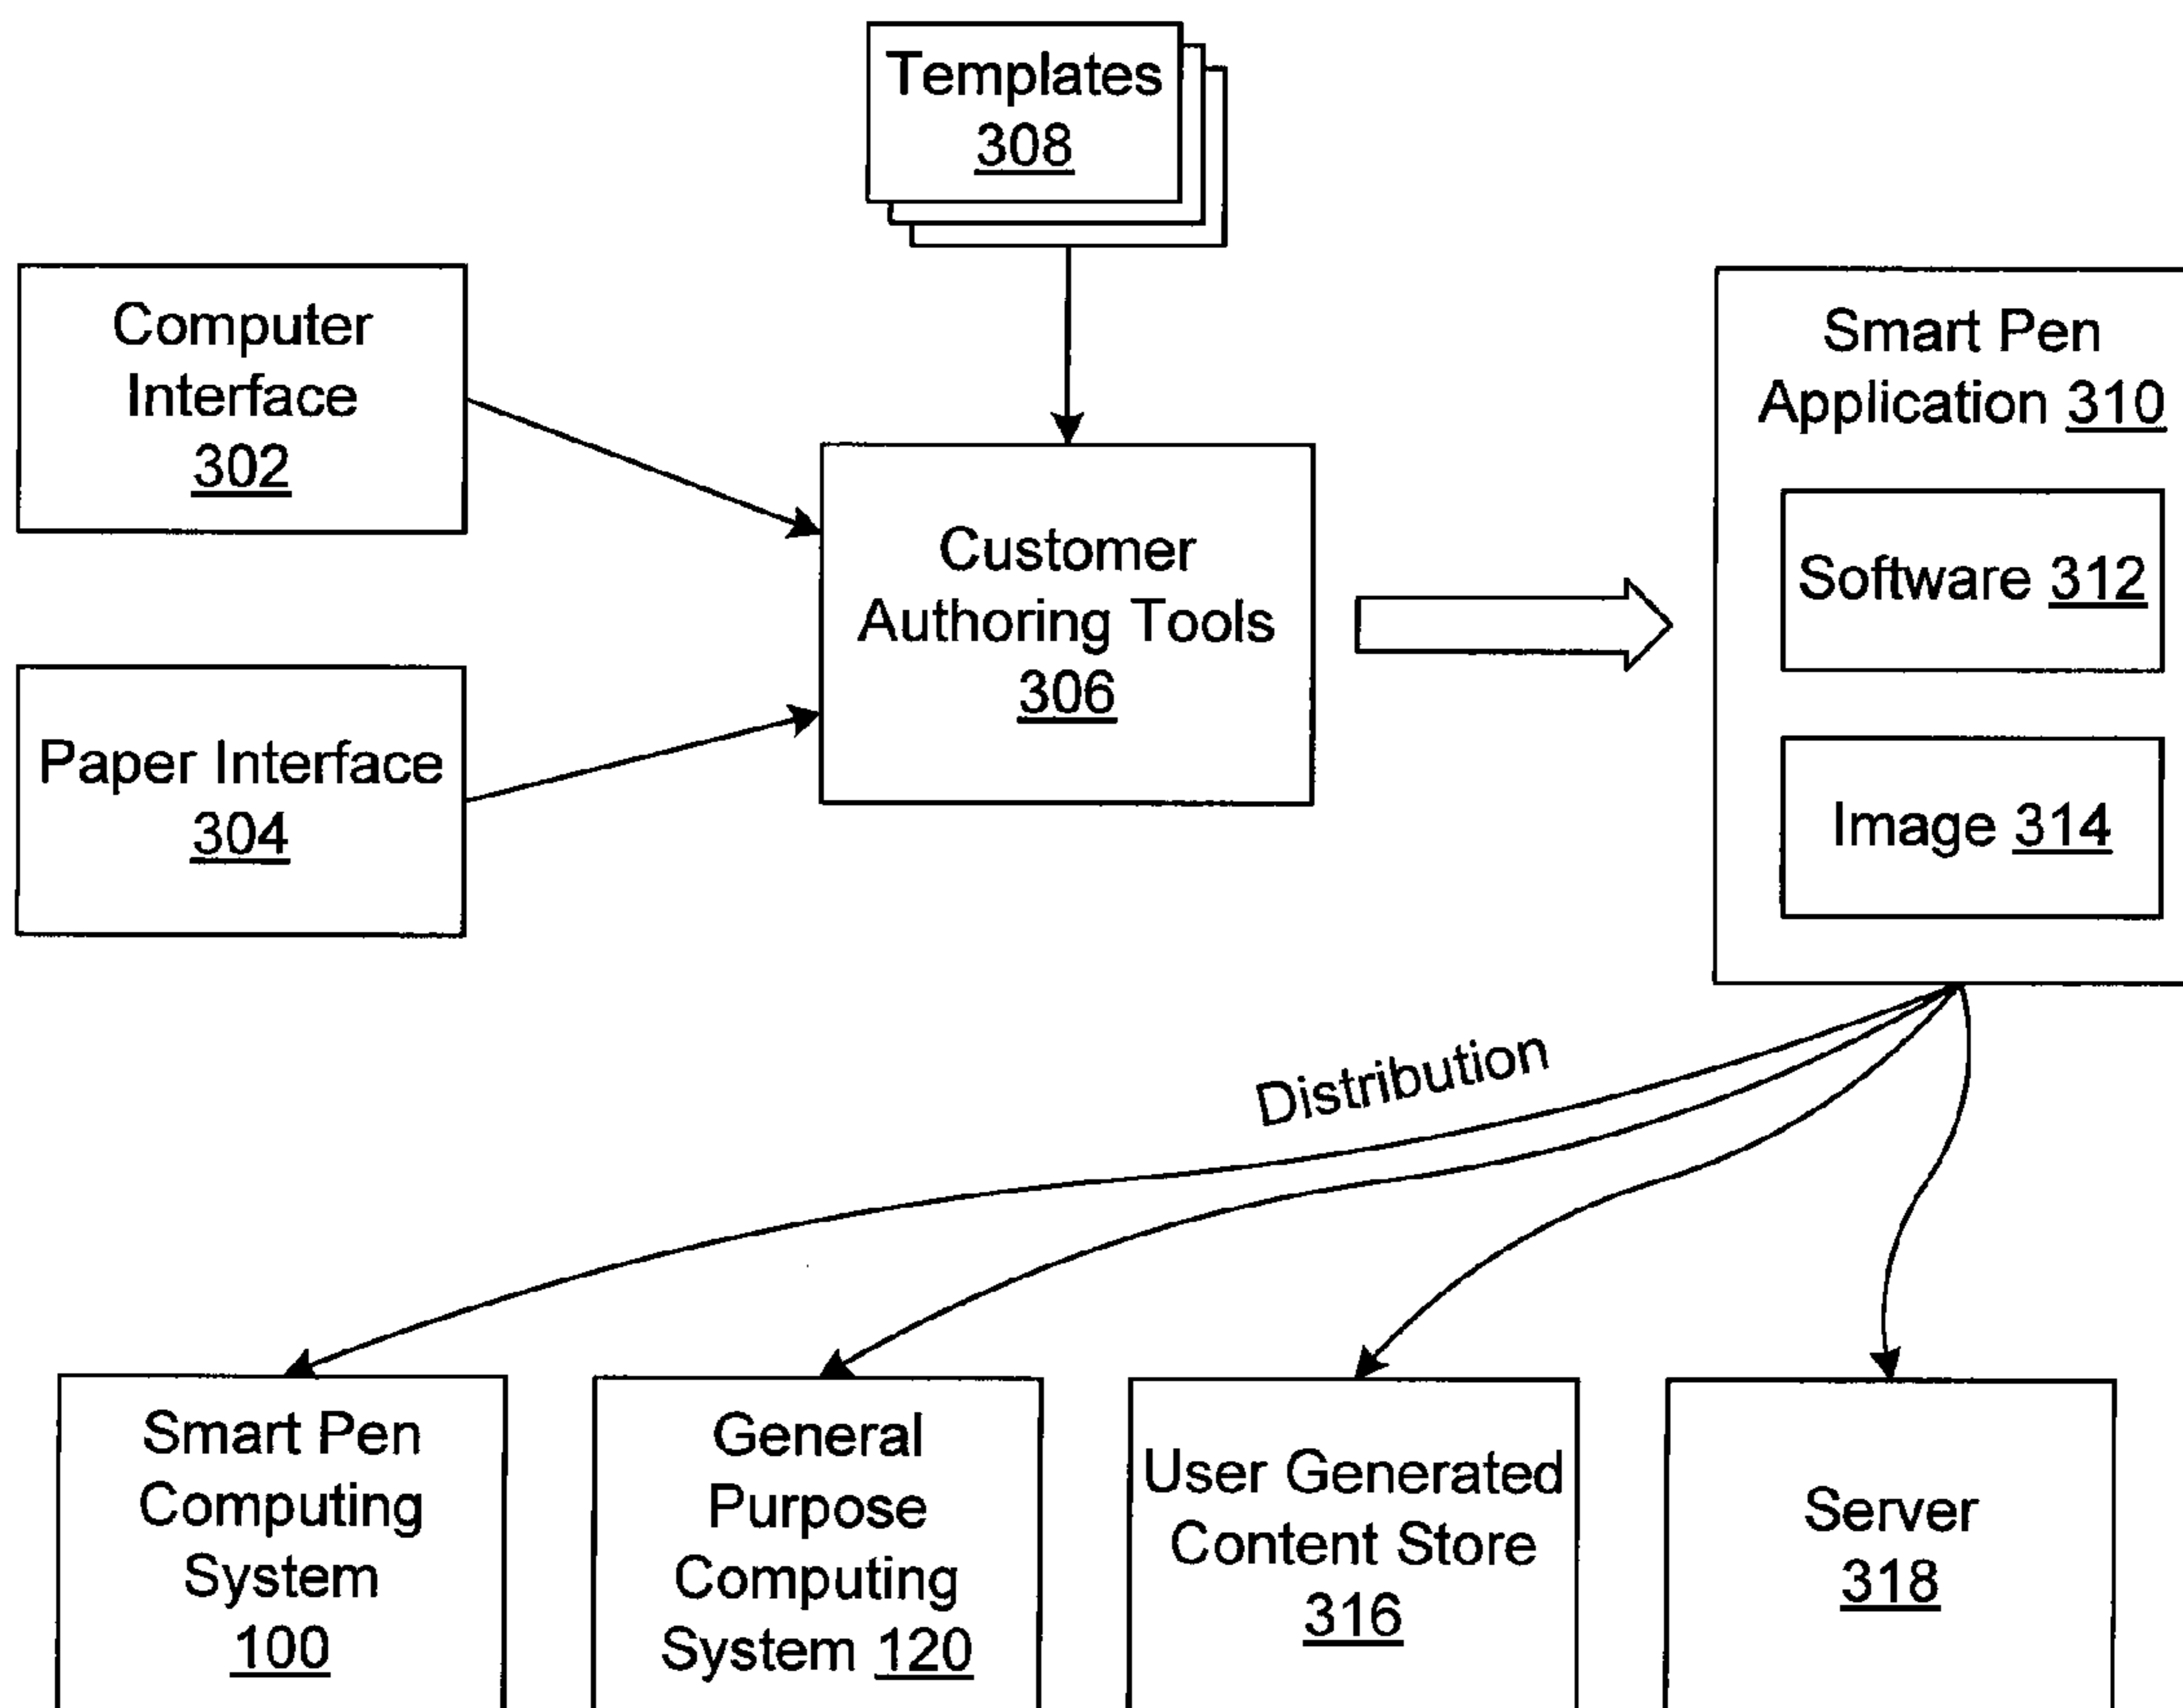 Templates
308
Computer
Interface
302
Paper Interface
304
Customer
Authoring Tools
306
Smart Pen
Application 310
Software 312
Image 314
Distribution
Smart Pen
Computing
System
100
General
Purpose
Computing
System 120
User Generated
Content Store
316
Server
318